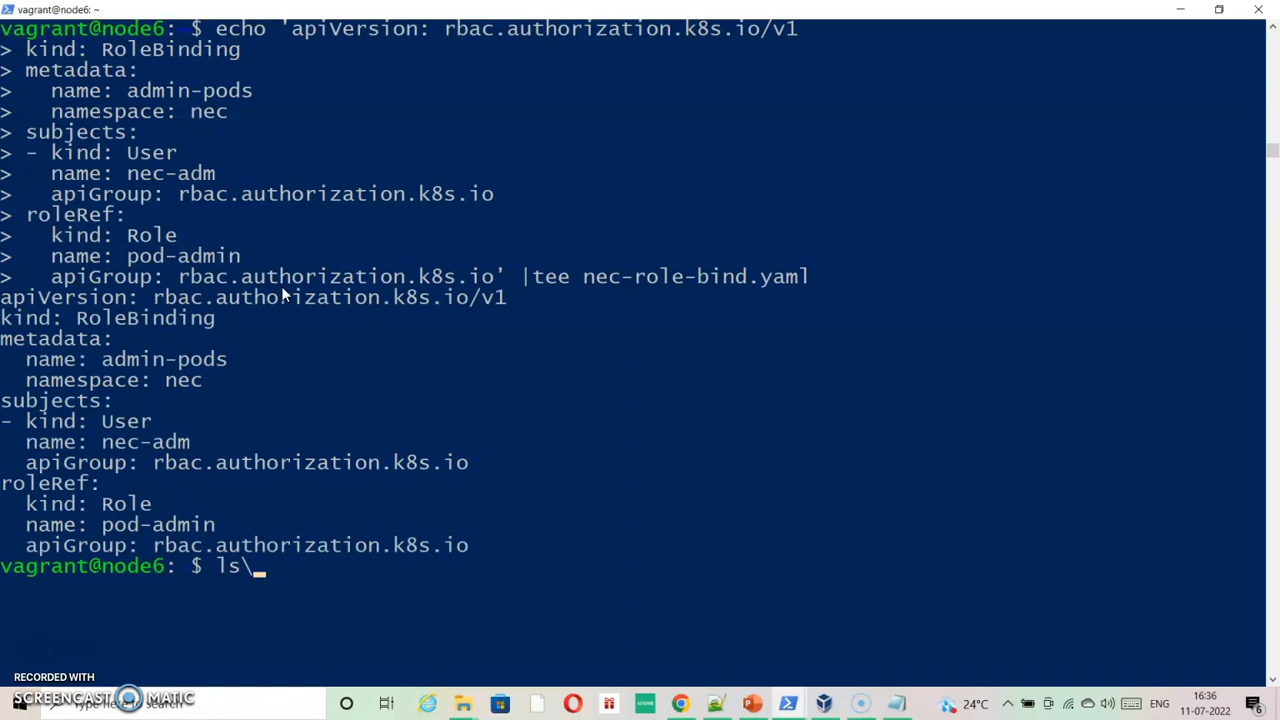 vagrant@node6: ~
vagrant@node6:~$ echo 'apiVersion: rbac.authorization.k8s.io/v1
> kind: RoleBinding
> metadata:
>   name: admin-pods
>   namespace: nec
> subjects:
> - kind: User
>   name: nec-adm
>   apiGroup: rbac.authorization.k8s.io
> roleRef:
>   kind: Role
>   name: pod-admin
>   apiGroup: rbac.authorization.k8s.io' |tee nec-role-bind.yaml
apiVersion: rbac.authorization.k8s.io/v1
kind: RoleBinding
metadata:
  name: admin-pods
  namespace: nec
subjects:
- kind: User
  name: nec-adm
  apiGroup: rbac.authorization.k8s.io
roleRef:
  kind: Role
  name: pod-admin
  apiGroup: rbac.authorization.k8s.io
vagrant@node6: $ ls\
RECORDED WITH
SCREENCAST MATIC
here to search
24°C
ENG
16:36
11-07-2022
6